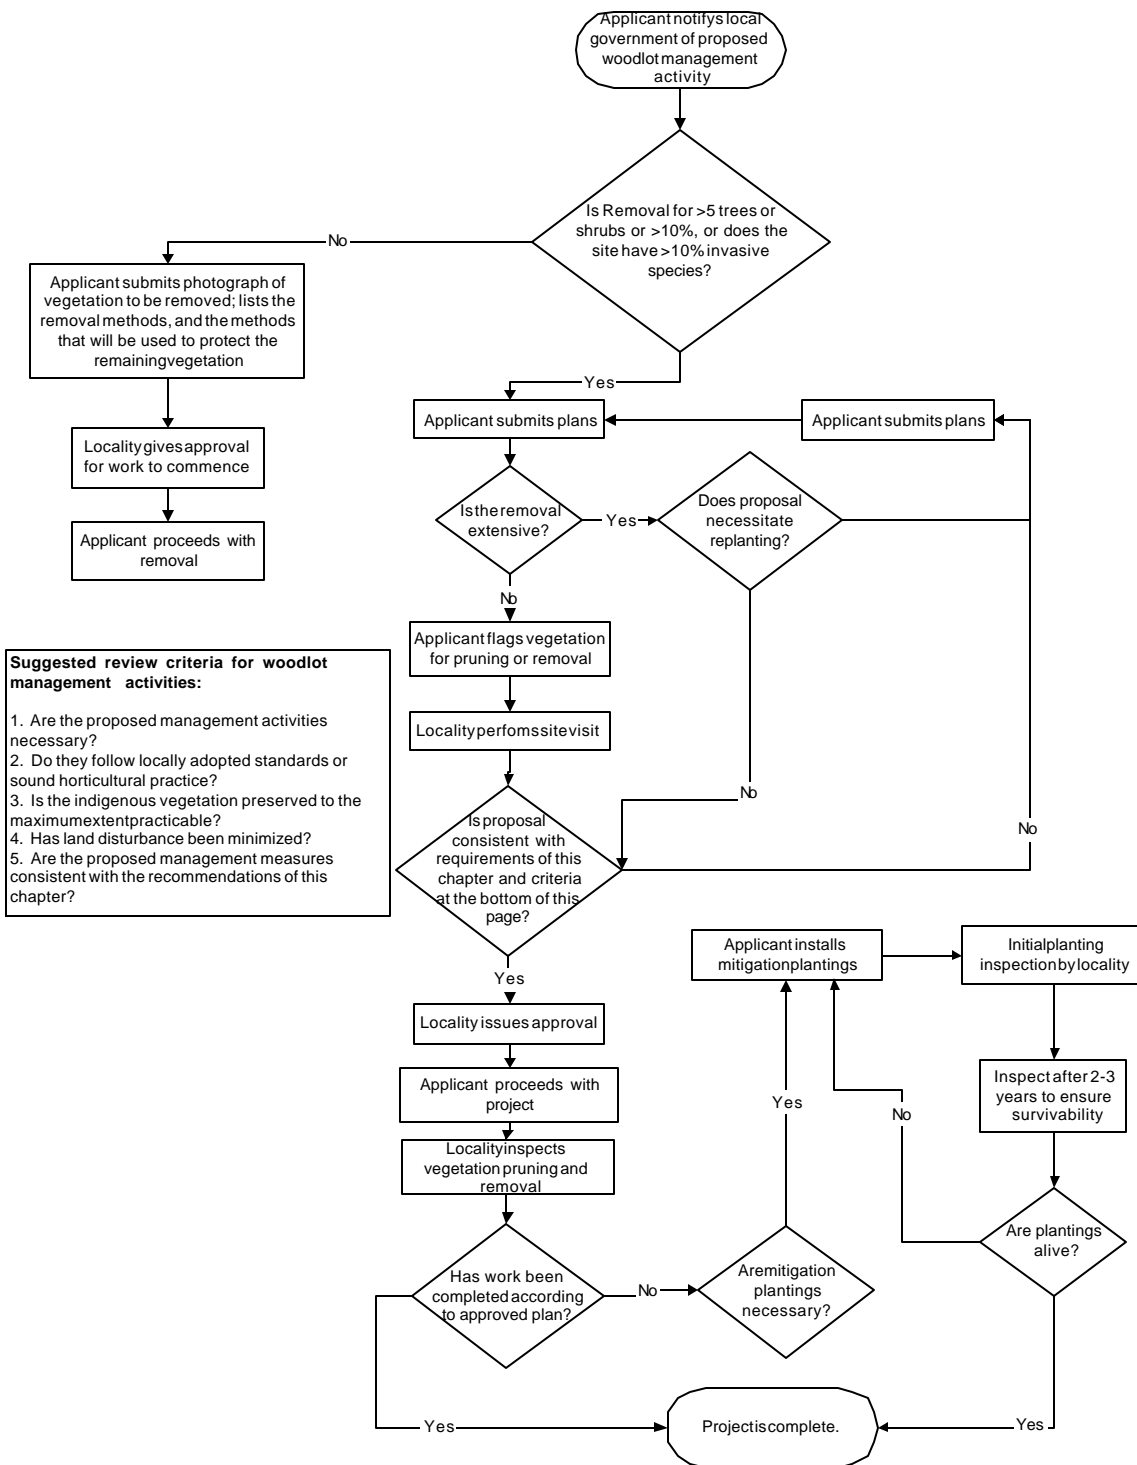 Applicant notifys local
government of proposed
woodlot management
activity
Is Removal for >5 trees or
shrubs or >10%, or does the
site have >10% invasive
species?
No
Applicant submits photograph of
vegetation to be removed; lists the
removal methods, and the methods
that will be used to protect the
remaining vegetation
Yes
Applicant submits plans
Applicant submits plans
Locality gives approval
for work to commence
Is the removal
extensive?
Yes
Does proposal
necessitate
replanting?
Applicant proceeds with
removal
No
Applicant flags vegetation
for pruning or removal
Suggested review criteria for woodlot
management activities:
1. Are the proposed management activities
necessary?
2. Do they follow locally adopted standards or
sound horticultural practice?
3. Is the indigenous vegetation preserved to the
maximum extent practicable?
4. Has land disturbance been minimized?
5. Are the proposed management measures
consistent with the recommendations of this
chapter?
Locality perfoms site visit
No
No
Is proposal
consistent with
requirements of this
chapter and criteria
at the bottom of this
page?
Yes
Applicant installs
mitigation plantings
Initial planting
inspection by locality
Locality issues approval
Applicant proceeds with
project
Yes
No
Inspect after 2-3
years to ensure
survivability
Locality inspects
vegetation pruning and
removal
Are plantings
alive?
Has work been
completed according
to approved plan?
No
Are mitigation
plantings
necessary?
Yes
Project is complete.
Yes